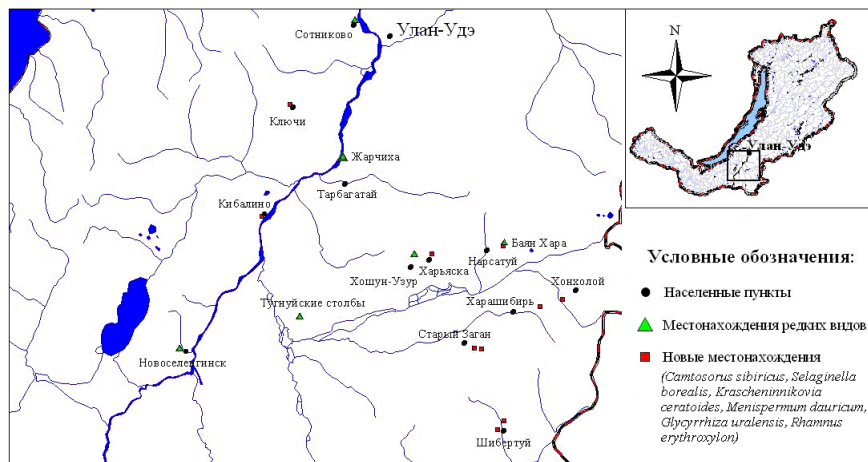 Сотниково
Улан-Удэ
N
Ключи
Улан-Удэ
Жарчиха
Тарбагатай
Кибалино
Баян Хара
Нарсатуй
Харьяска
Хошун-Узур
Хонхолой
Харашибирь
Тугнуйские столбы
Старый Заган
Новоселенгинск
Шибертуй
Условные обозначения:
Населенные пункты
Местонахождения редких видов
Новые местонахождения
(Camtosorus sibiricus, Selaginella
borealis, Krascheninnikovia
ceratoides, Menispermum dauricum,
Glycyrrhiza uralensis, Rhamnus
erythroxylon)